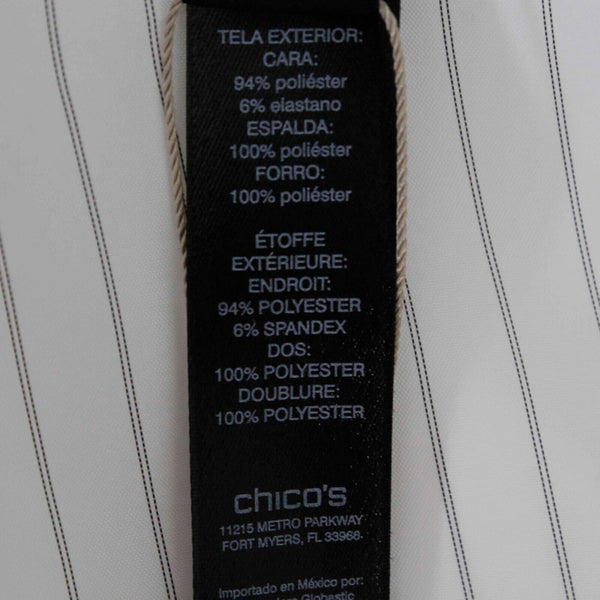 TELA EXTERIOR:
CARA:
94% poliéster
6% elastano
ESPALDA:
100% poliéster
FORRO:
100% poliéster
ÉTOFFE
EXTÉRIEURE:
ENDROIT:
94% POLYESTER
6% SPANDEX
DOS:
100% POLYESTER
DOUBLURE:
100% POLYESTER
chico's
11215 METRO PARKWAY
FORT MYERS, FL 33966
Importado en México por:
Globestic